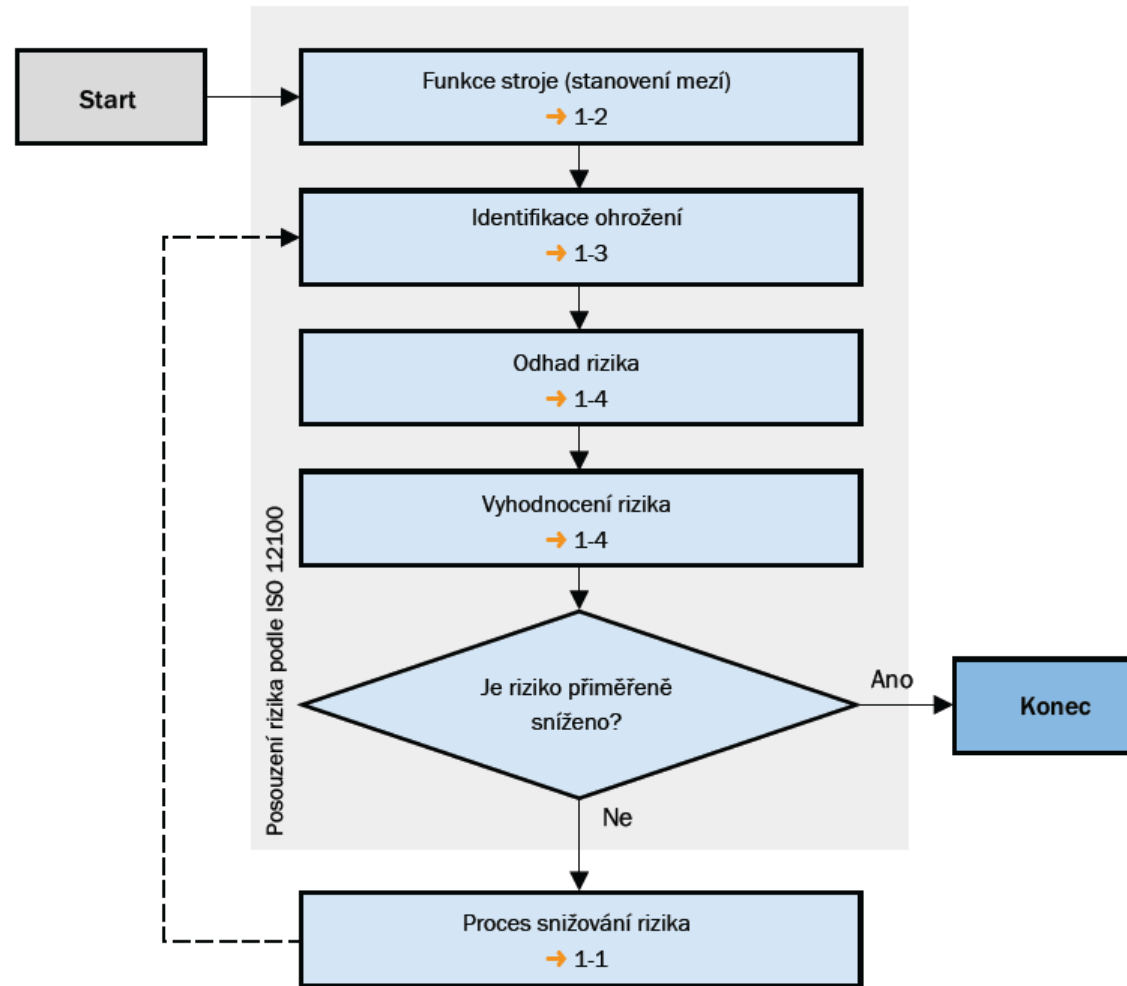 Start
Funkce stroje (stanovení mezí)
➔ 1-2
Identifikace ohrožení
➔ 1-3
Odhad rizika
➔ 1-4
Vyhodnocení rizika
➔ 1-4
Posouzení rizika podle ISO 12100
Je riziko přiměřeně
sníženo?
Ano
Konec
Ne
Proces snižování rizika
➔ 1-1